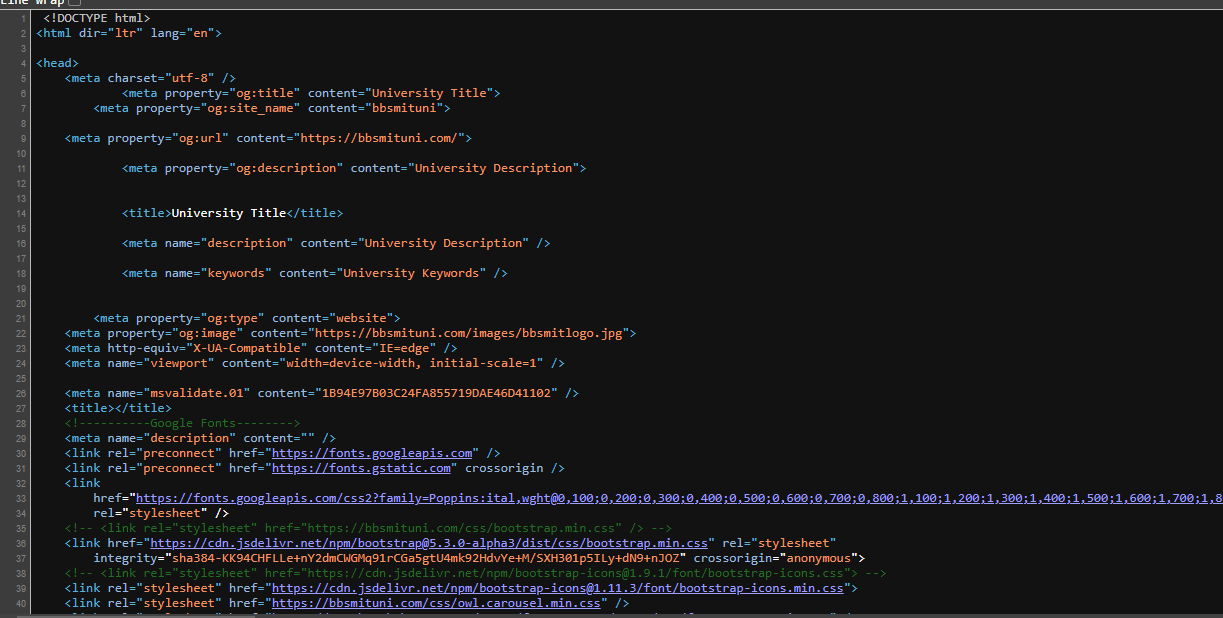 Line wrap
1 <!DOCTYPE html>
2 <html dir="ltr" lang="en">
3
4 <head>
5 <meta charset="utf-8" />
6 <meta property="og:title" content="University Title">
7 <meta property="og:site_name" content="bbsmituni">
8
9 <meta property="og:url" content="https://bbsmituni.com/">
10
11 <meta property="og:description" content="University Description">
12
13
14 <title>University Title</title>
15
16 <meta name="description" content="University Description" />
17
18 <meta name="keywords" content="University Keywords" />
19
20
21 <meta property="og:type" content="website">
22 <meta property="og:image" content="https://bbsmituni.com/images/bbsmitlogo.jpg">
23 <meta http-equiv="X-UA-Compatible" content="IE=edge" />
24 <meta name="viewport" content="width=device-width, initial-scale=1" />
25
26 <meta name="msvalidate.01" content="1B94E97B03C24FA855719DAE46D41102" />
27 <title></title>
28 <!----------Google Fonts-------->
29 <meta name="description" content="" />
30 <link rel="preconnect" href="https://fonts.googleapis.com" />
31 <link rel="preconnect" href="https://fonts.gstatic.com" crossorigin />
32 <link
33 href="https://fonts.googleapis.com/css2?family=Poppins:ital,wght@0,100;0,200;0,300;0,400;0,500;0,600;0,700;0,800;1,100;1,200;1,300;1,400;1,500;1,600;1,700;1,8
34 rel="stylesheet" />
35 <!-- <link rel="stylesheet" href="https://bbsmituni.com/css/bootstrap.min.css" /> -->
36 <link href="https://cdn.jsdelivr.net/npm/bootstrap@5.3.0-alpha3/dist/css/bootstrap.min.css" rel="stylesheet"
37 integrity="sha384-KK94CHFLLe+nY2dmCWGMq91rCGa5gtU4mk92HdvYe+M/SXH301p5ILy+dN9+nJOZ" crossorigin="anonymous">
38 <!-- <link rel="stylesheet" href="https://cdn.jsdelivr.net/npm/bootstrap-icons@1.9.1/font/bootstrap-icons.css"> -->
39 <link rel="stylesheet" href="https://cdn.jsdelivr.net/npm/bootstrap-icons@1.11.3/font/bootstrap-icons.min.css">
40 <link rel="stylesheet" href="https://bbsmituni.com/css/owl.carousel.min.css" />